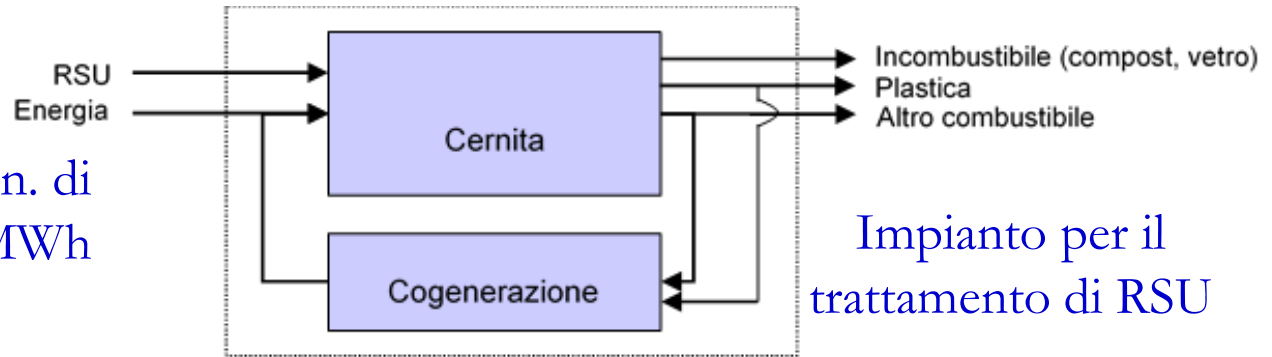 RSU
Energia
Cernita
Cogenerazione
Incombustibile (compost, vetro)
Plastica
Altro combustibile
n. di
MWh
Impianto per il
trattamento di RSU